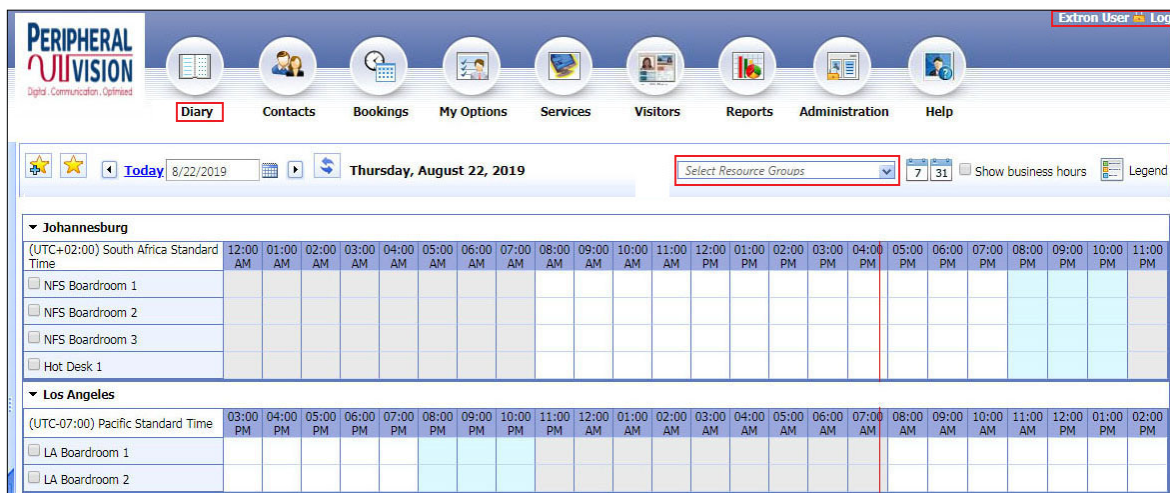 Extron User Log
PERIPHERAL
VISION
Digital . Communication . Optimised
Diary Contacts Bookings My Options Services Visitors Reports Administration Help
Today 8/22/2019 Thursday, August 22, 2019 Select Resource Groups 7 31 Show business hours Legend
Johannesburg
(UTC+02:00) South Africa Standard Time 12:00 AM 01:00 AM 02:00 AM 03:00 AM 04:00 AM 05:00 AM 06:00 AM 07:00 AM 08:00 AM 09:00 AM 10:00 AM 11:00 AM 12:00 PM 01:00 PM 02:00 PM 03:00 PM 04:00 PM 05:00 PM 06:00 PM 07:00 PM 08:00 PM 09:00 PM 10:00 PM 11:00 PM
NFS Boardroom 1
NFS Boardroom 2
NFS Boardroom 3
Hot Desk 1
Los Angeles
(UTC-07:00) Pacific Standard Time 03:00 PM 04:00 PM 05:00 PM 06:00 PM 07:00 PM 08:00 PM 09:00 PM 10:00 PM 11:00 PM 12:00 AM 01:00 AM 02:00 AM 03:00 AM 04:00 AM 05:00 AM 06:00 AM 07:00 AM 08:00 AM 09:00 AM 10:00 AM 11:00 AM 12:00 PM 01:00 PM 02:00 PM
LA Boardroom 1
LA Boardroom 2